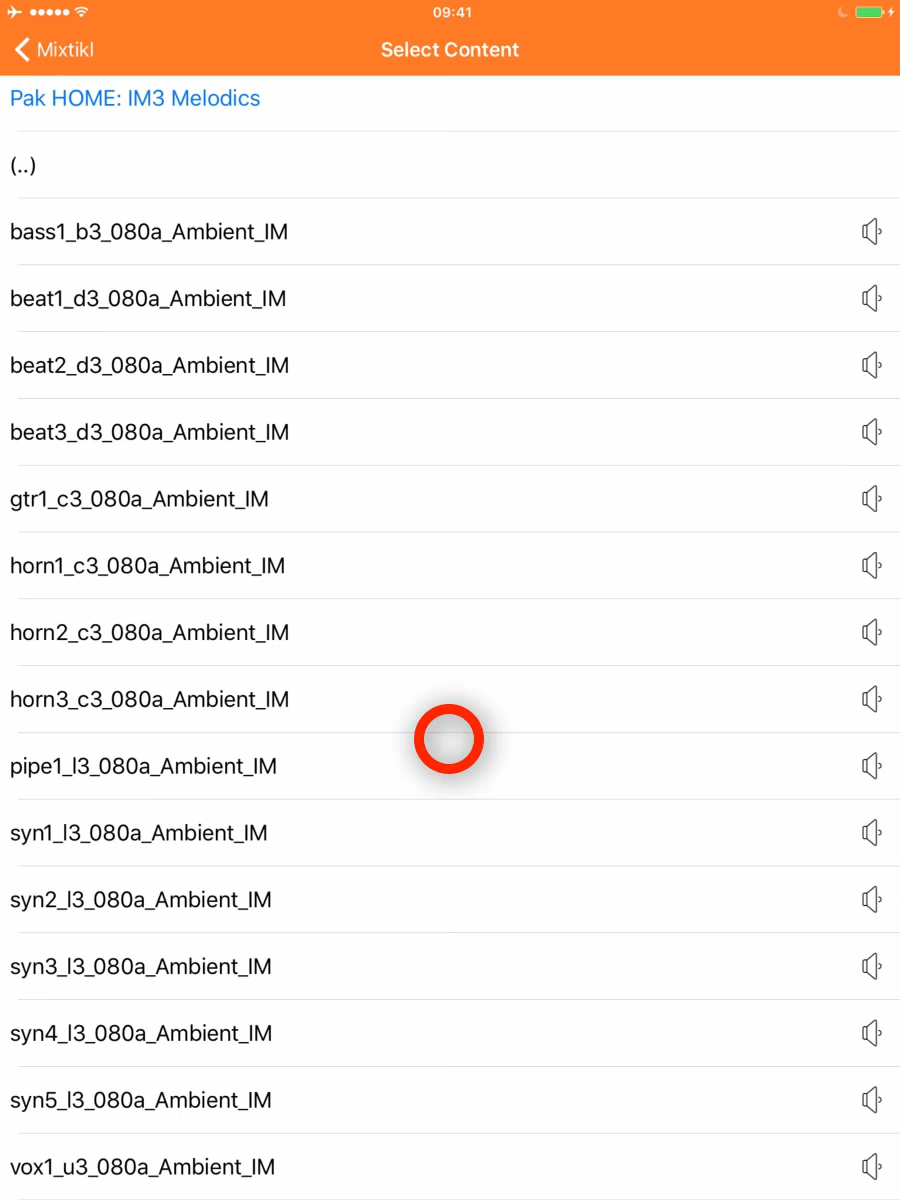 09:41
Mixtikl
Select Content
Pak HOME: IM3 Melodics
(..)
bass1_b3_080a_Ambient_IM
beat1_d3_080a_Ambient_IM
beat2_d3_080a_Ambient_IM
beat3_d3_080a_Ambient_IM
gtr1_c3_080a_Ambient_IM
horn1_c3_080a_Ambient_IM
horn2_c3_080a_Ambient_IM
horn3_c3_080a_Ambient_IM
pipe1_l3_080a_Ambient_IM
syn1_l3_080a_Ambient_IM
syn2_l3_080a_Ambient_IM
syn3_l3_080a_Ambient_IM
syn4_l3_080a_Ambient_IM
syn5_l3_080a_Ambient_IM
vox1_u3_080a_Ambient_IM